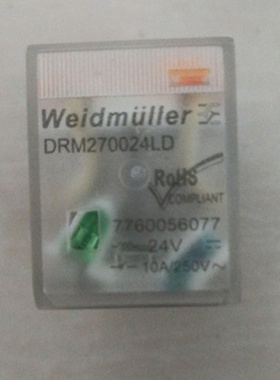 Weidmüller
DRM270024LD
RoHS
COMPLIANT
7760056077
24V
10A/250V~